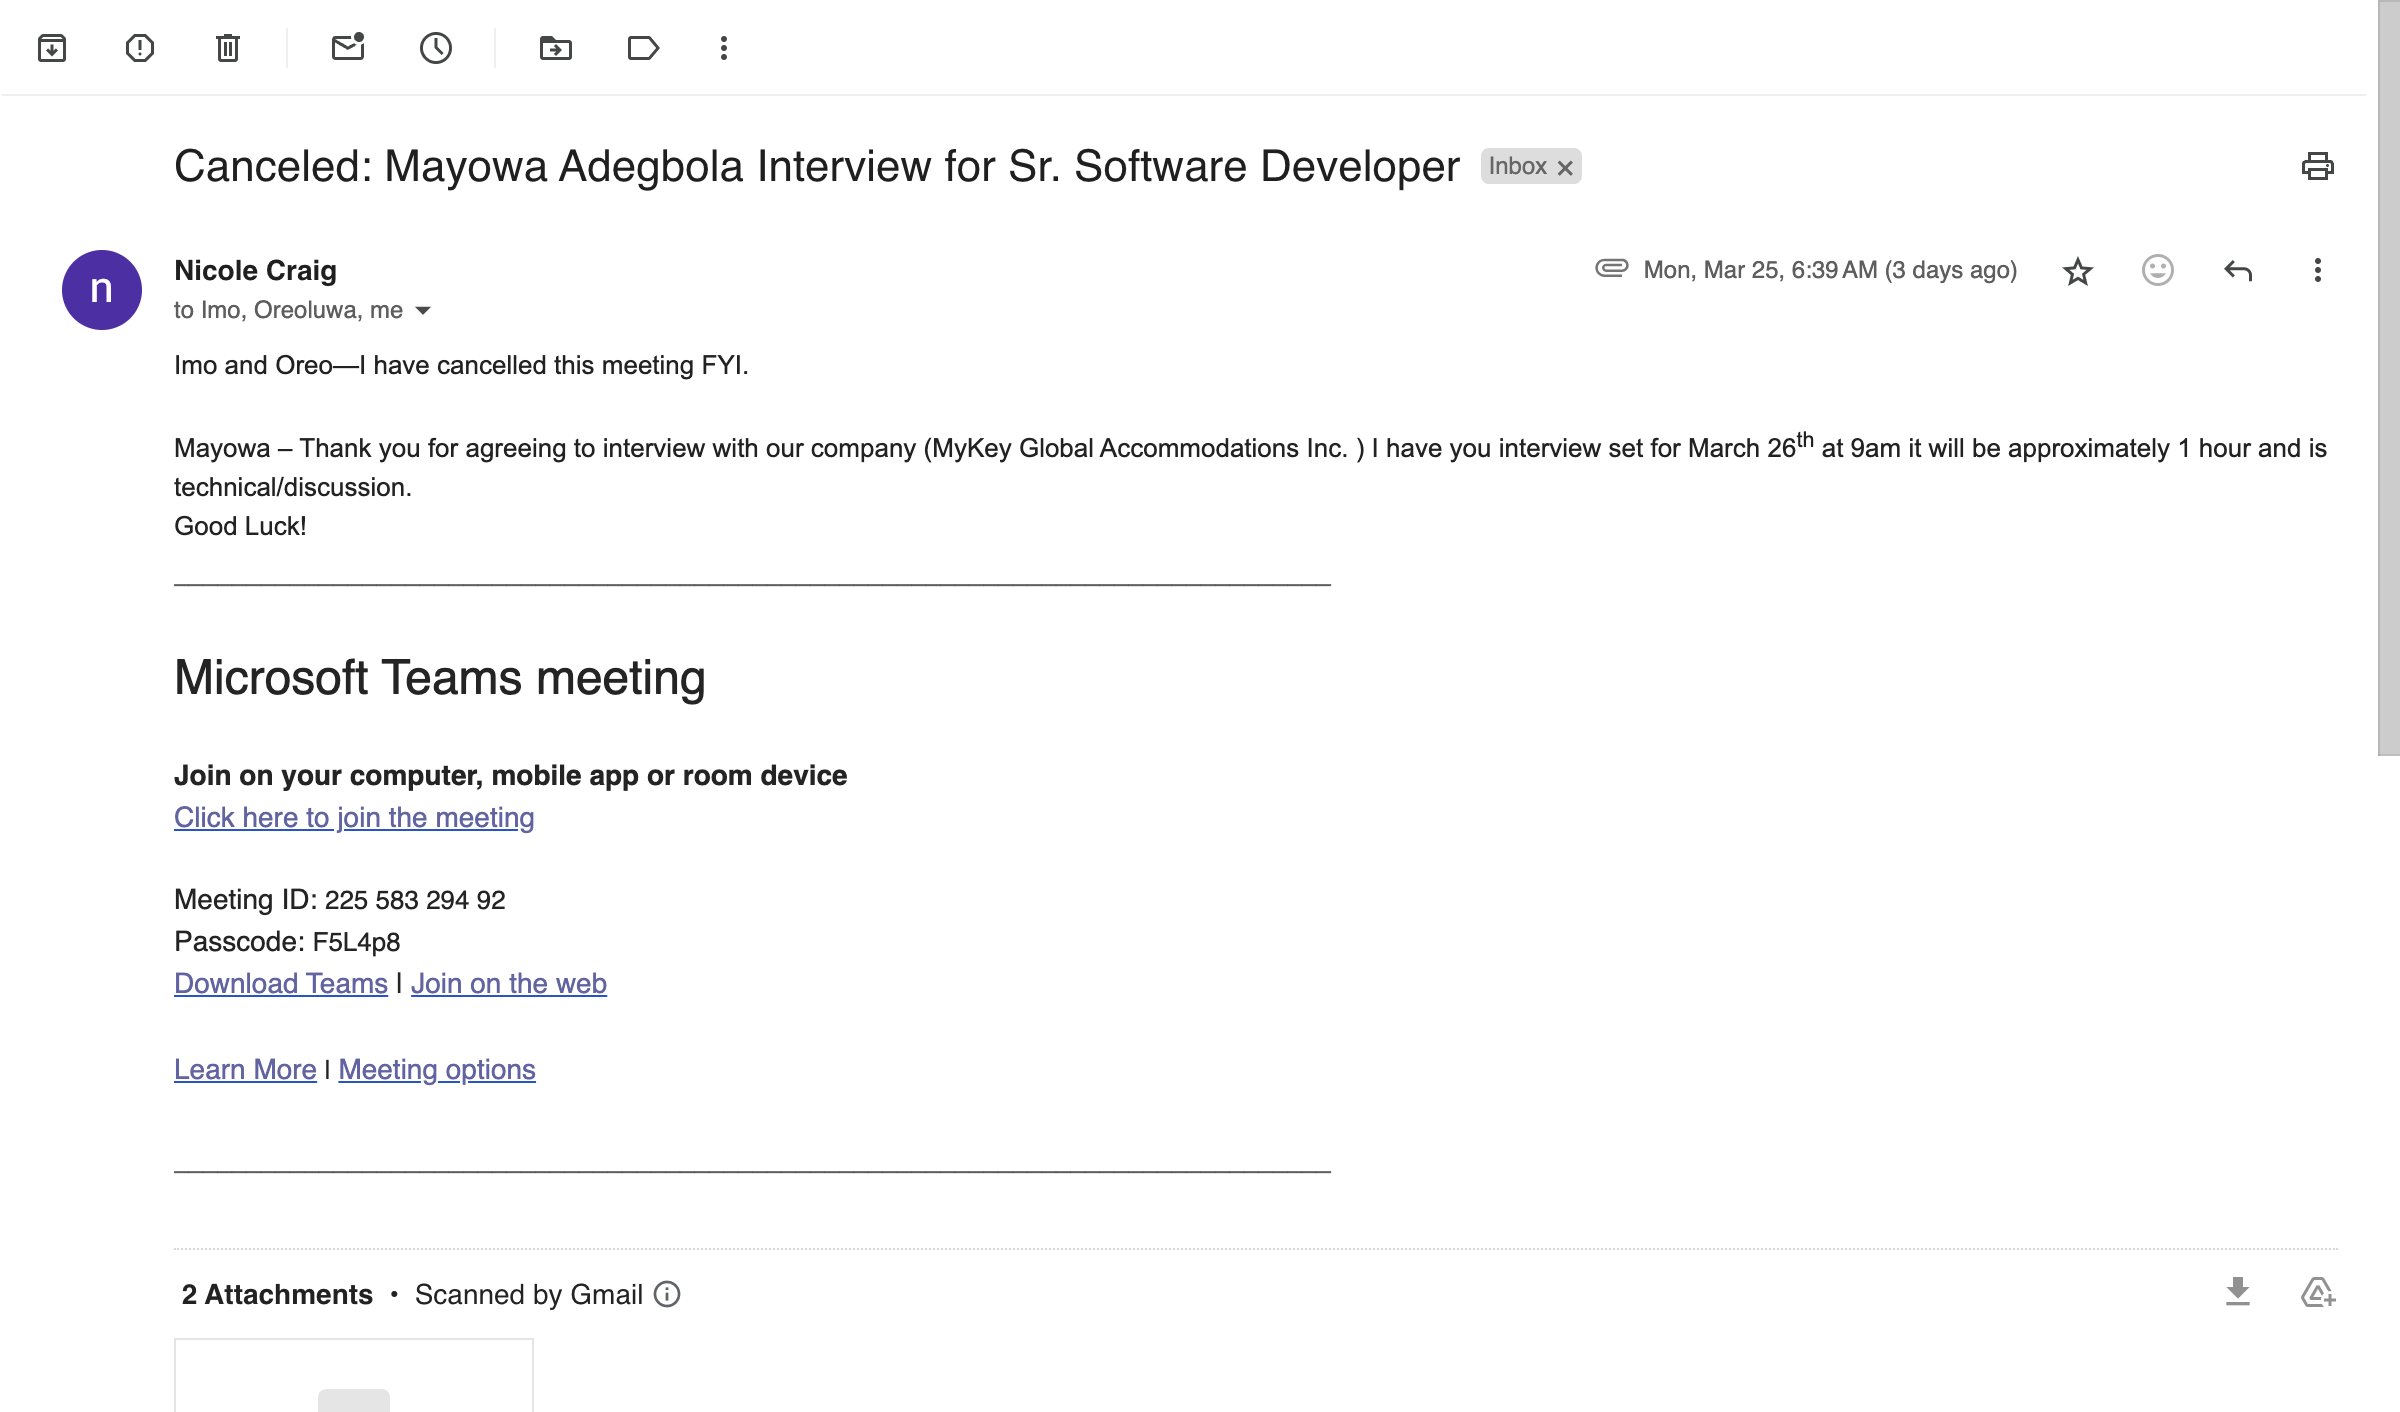 Canceled: Mayowa Adegbola Interview for Sr. Software Developer Inbox ×
n
Nicole Craig
Mon, Mar 25, 6:39 AM (3 days ago)
to Imo, Oreoluwa, me
Imo and Oreo—I have cancelled this meeting FYI.
Mayowa – Thank you for agreeing to interview with our company (MyKey Global Accommodations Inc. ) I have you interview set for March 26th at 9am it will be approximately 1 hour and is
technical/discussion.
Good Luck!
Microsoft Teams meeting
Join on your computer, mobile app or room device
Click here to join the meeting
Meeting ID: 225 583 294 92
Passcode: F5L4p8
Download Teams | Join on the web
Learn More | Meeting options
2 Attachments • Scanned by Gmail